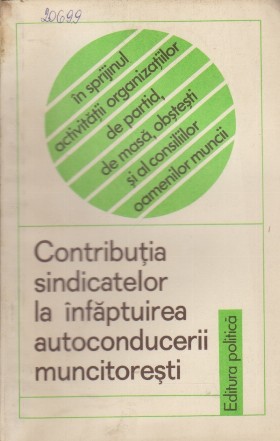 20699
în sprijinul
activității organizațiilor
de partid,
de masă, obștești
și al consiliilor
oamenilor muncii
Contribuția
sindicatelor
la înfăptuirea
autoconducerii
muncitorești
Editura politică